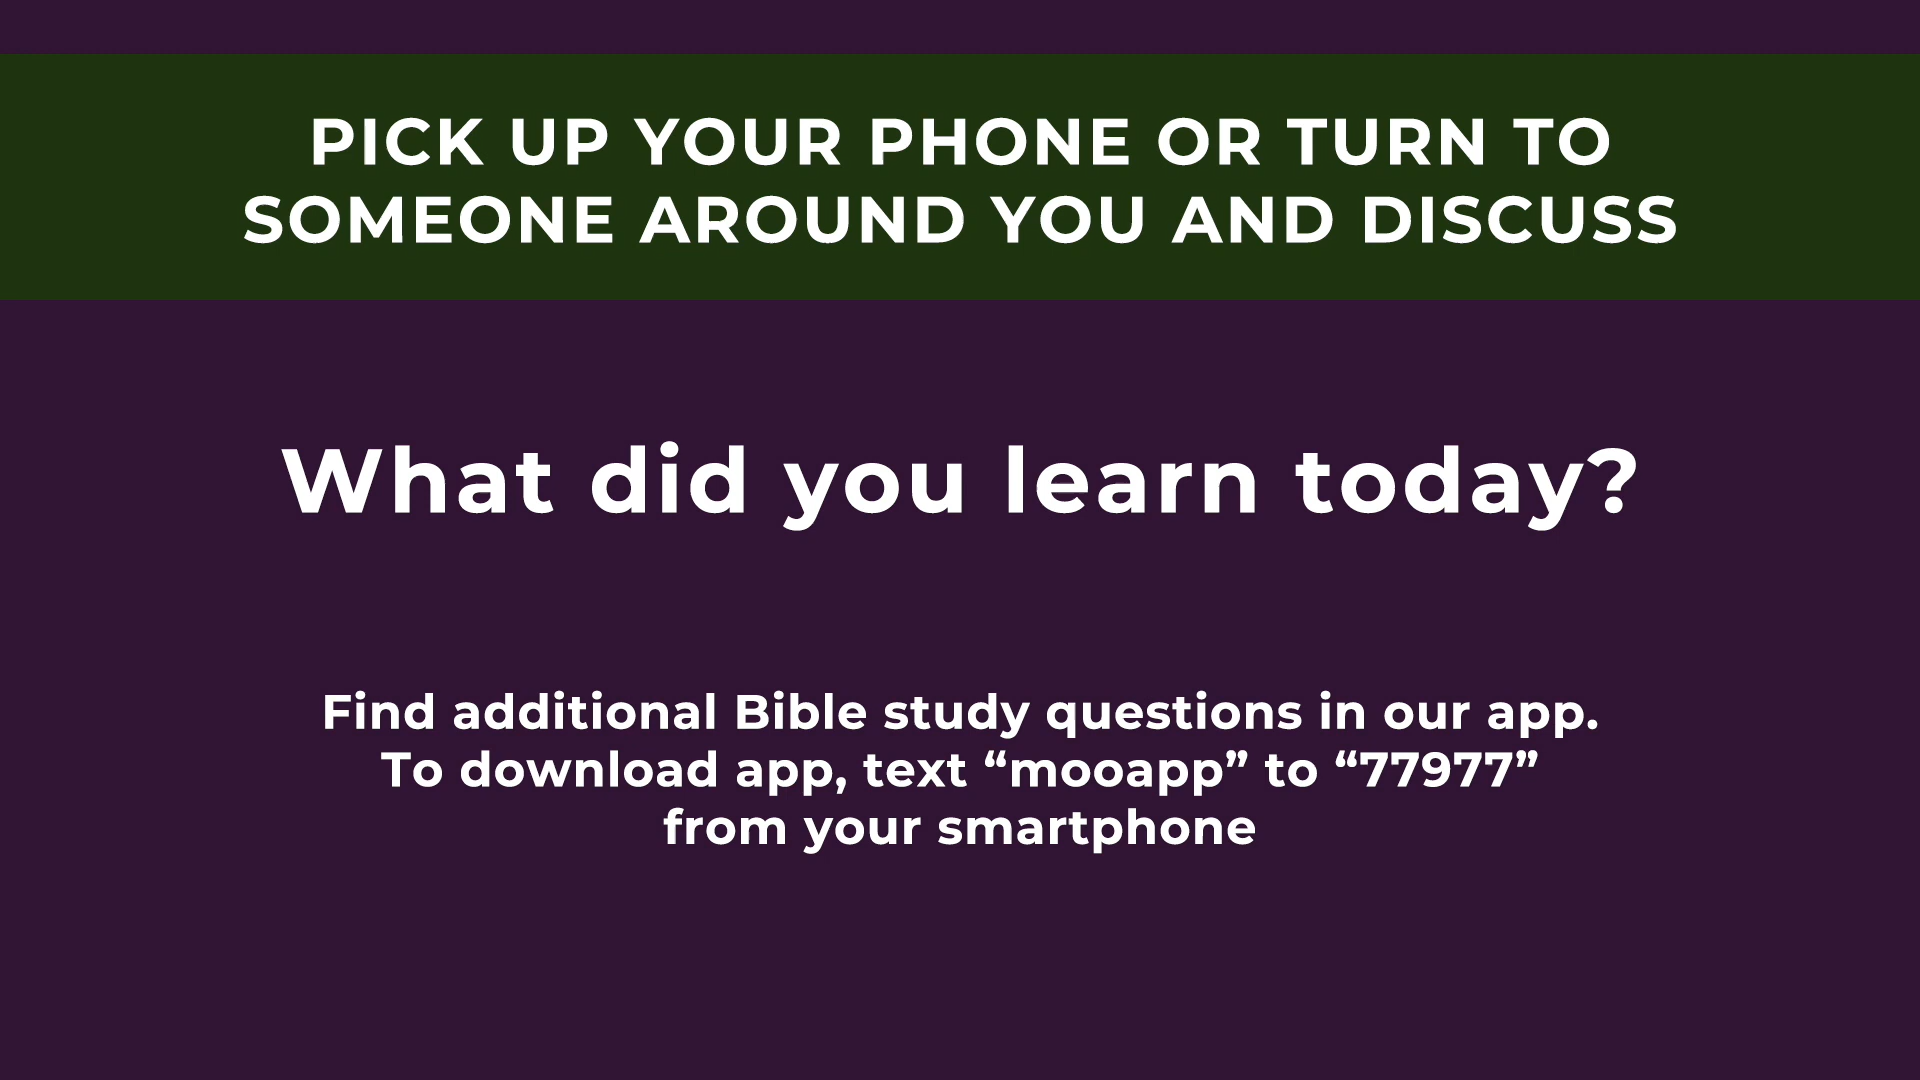 PICK UP YOUR PHONE OR TURN TO
SOMEONE AROUND YOU AND DISCUSS
What did you learn today?
Find additional Bible study questions in our app.
To download app, text “mooapp” to “77977”
from your smartphone